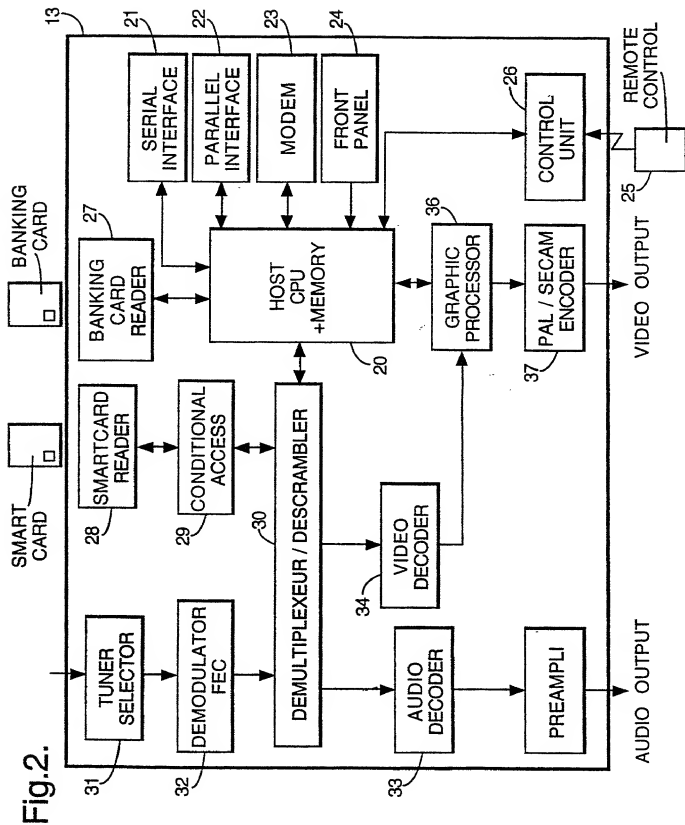 Fig.2.
13
SMART
CARD
BANKING
CARD
31
TUNER
SELECTOR
28
SMARTCARD
READER
27
BANKING
CARD
READER
21
SERIAL
INTERFACE
22
PARALLEL
INTERFACE
23
MODEM
24
FRONT
PANEL
32
DEMODULATOR
FEC
29
CONDITIONAL
ACCESS
30
DEMULTIPLEXEUR / DESCRAMBLER
20
HOST
CPU
+MEMORY
33
AUDIO
DECODER
34
VIDEO
DECODER
36
GRAPHIC
PROCESSOR
26
CONTROL
UNIT
PREAMPLI
37
PAL / SECAM
ENCODER
25
REMOTE
CONTROL
AUDIO OUTPUT
VIDEO OUTPUT